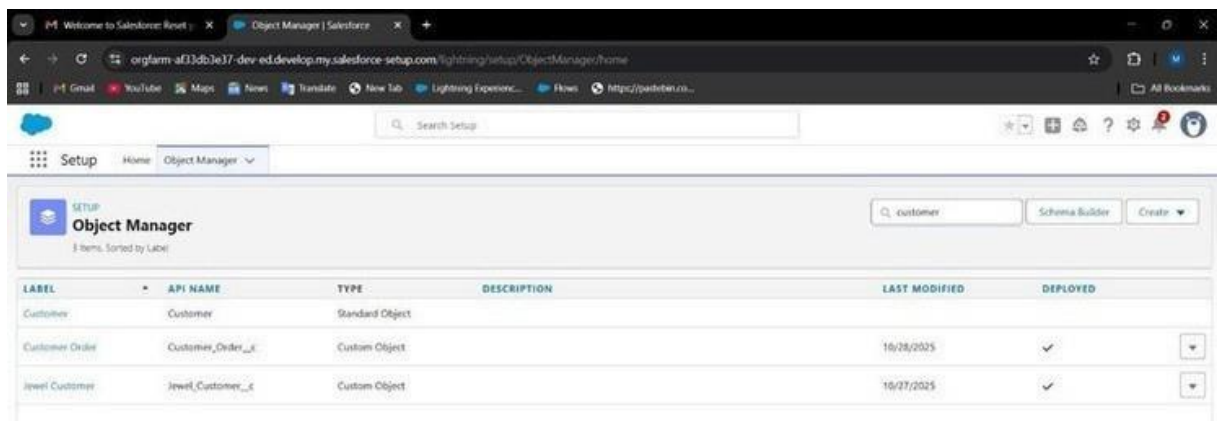 Welcome to Salesforce: Reset y
Object Manager | Salesforce
orgfarm-af33db3e37-dev-ed.develop.my.salesforce-setup.com/lightning/setup/ObjectManager/home
Gmail YouTube Maps News Translate New Tab Lightning Experienc... Flows https://pastebin.co... All Bookmarks
Search Setup
Setup Home Object Manager
SETUP
Object Manager
3 Items, Sorted by Label
customer
Schema Builder
Create
LABEL API NAME TYPE DESCRIPTION LAST MODIFIED DEPLOYED
Customer Customer Standard Object
Customer Order Customer_Order__c Custom Object 10/28/2025
Jewel Customer Jewel_Customer__c Custom Object 10/27/2025